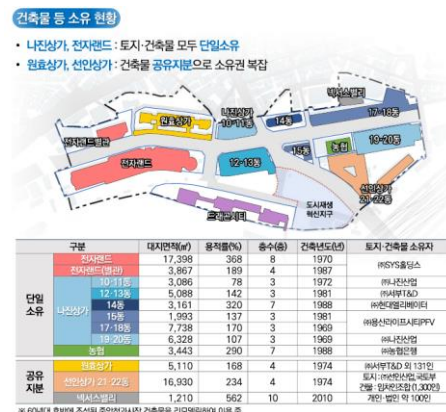 건축물 등 소유 현황
• 나진상가, 전자랜드 : 토지·건축물 모두 단일소유
• 원효상가, 선인상가 : 건축물 공유지분으로 소유권 복잡
넥서스밸리
17·18동
원효상가
나진상가
10·11동
14동
전자랜드별관
15동
농협
19·20동
전자랜드
12·13동
선인상가
21·22동
도시재생
혁신지구
트래콘시티
구분 대지면적(㎡) 용적률(%) 층수(층) 건축년도(년) 토지·건축물 소유자
단일
소유
전자랜드 17,398 368 8 1970 ㈜SYS홀딩스
전자랜드(별관) 3,867 189 4 1987
나진상가
10·11동 3,086 78 3 1972 ㈜나진산업
12·13동 5,088 142 3 1981 ㈜서부T&D
14동 3,161 320 7 1988 ㈜현대엘리베이터
15동 1,993 137 3 1981 ㈜용산라이프시티PFV
17·18동 7,738 170 3 1969
19·20동 6,328 107 3 1969 ㈜나진산업
농협 3,443 290 7 1988 ㈜농협은행
공유
지분
원효상가 5,110 168 4 1974 ㈜서부T&D 외 131인
선인상가 21·22동 16,930 234 4 1974 토지 : ㈜선인산업, 국토부
건물 : 임차인조합(1,300인)
넥서스밸리 1,210 562 10 2010 개인·법인 약 100인